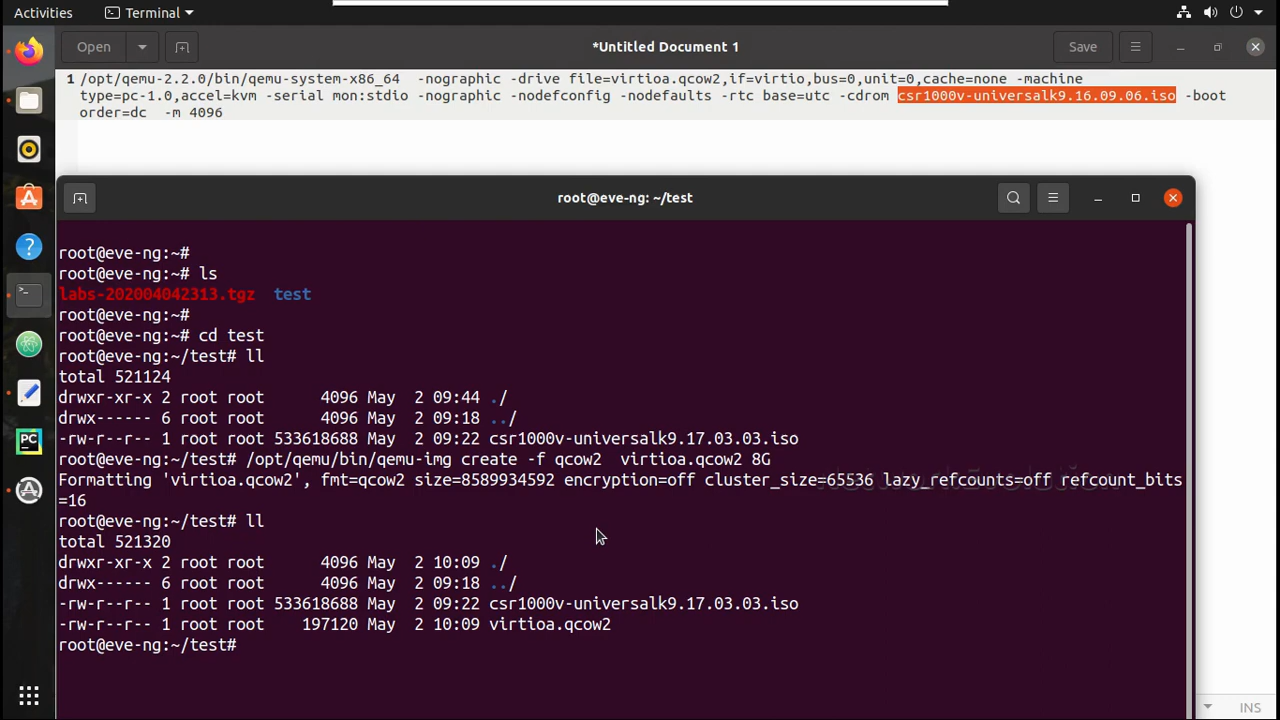 Activities Terminal
Open *Untitled Document 1 Save
1 /opt/qemu-2.2.0/bin/qemu-system-x86_64  -nographic -drive file=virtioa.qcow2,if=virtio,bus=0,unit=0,cache=none -machine
type=pc-1.0,accel=kvm -serial mon:stdio -nographic -nodefconfig -nodefaults -rtc base=utc -cdrom csr1000v-universalk9.16.09.06.iso -boot
order=dc  -m 4096
root@eve-ng: ~/test
root@eve-ng:~#
root@eve-ng:~# ls
labs-202004042313.tgz  test
root@eve-ng:~#
root@eve-ng:~# cd test
root@eve-ng:~/test# ll
total 521124
drwxr-xr-x 2 root root      4096 May  2 09:44 ./
drwx------ 6 root root      4096 May  2 09:18 ../
-rw-r--r-- 1 root root 533618688 May  2 09:22 csr1000v-universalk9.17.03.03.iso
root@eve-ng:~/test# /opt/qemu/bin/qemu-img create -f qcow2  virtioa.qcow2 8G
Formatting 'virtioa.qcow2', fmt=qcow2 size=8589934592 encryption=off cluster_size=65536 lazy_refcounts=off refcount_bits
=16
root@eve-ng:~/test# ll
total 521320
drwxr-xr-x 2 root root      4096 May  2 10:09 ./
drwx------ 6 root root      4096 May  2 09:18 ../
-rw-r--r-- 1 root root 533618688 May  2 09:22 csr1000v-universalk9.17.03.03.iso
-rw-r--r-- 1 root root    197120 May  2 10:09 virtioa.qcow2
root@eve-ng:~/test#
INS
PC